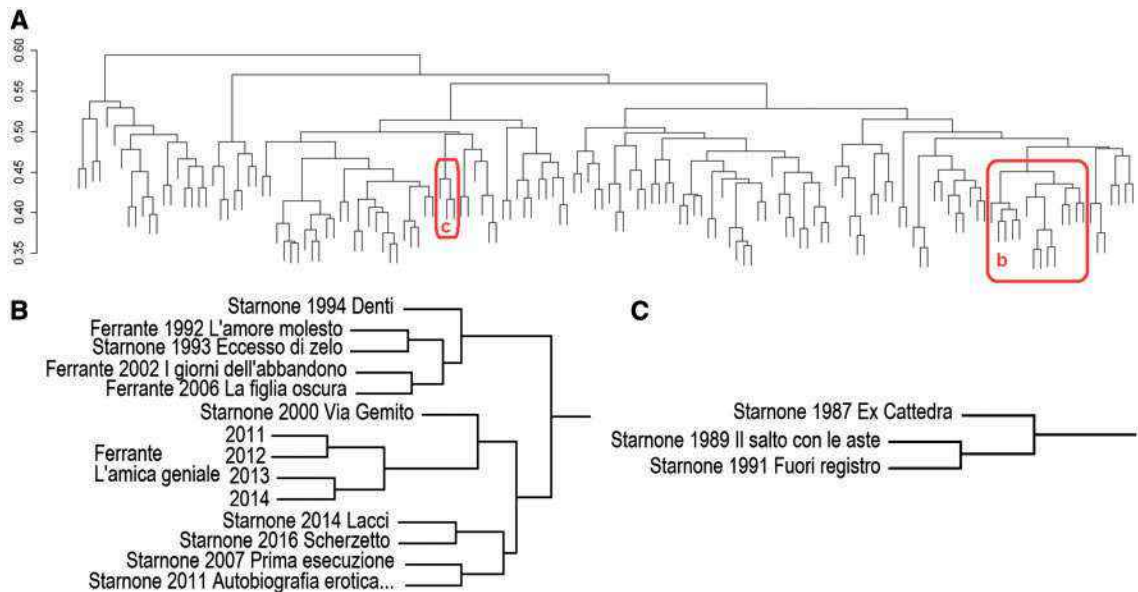 A
0.60
0.55
0.50
0.45
0.40
0.35
c
b
B
Starnone 1994 Denti
Ferrante 1992 L'amore molesto
Starnone 1993 Eccesso di zelo
Ferrante 2002 I giorni dell'abbandono
Ferrante 2006 La figlia oscura
Starnone 2000 Via Gemito
Ferrante
L'amica geniale
2011
2012
2013
2014
Starnone 2014 Lacci
Starnone 2016 Scherzetto
Starnone 2007 Prima esecuzione
Starnone 2011 Autobiografia erotica...
C
Starnone 1987 Ex Cattedra
Starnone 1989 Il salto con le aste
Starnone 1991 Fuori registro